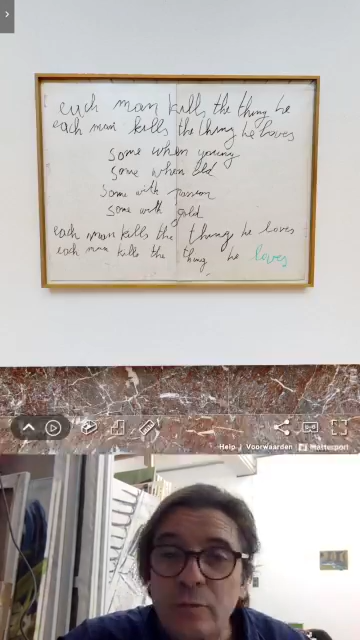 each man kills the thing he
each man kills the thing he loves
some when young
some when old
some with passion
some with gold
each man kills the thing he loves
each man kills the thing he loves
Help | Voorwaarden | Matterport